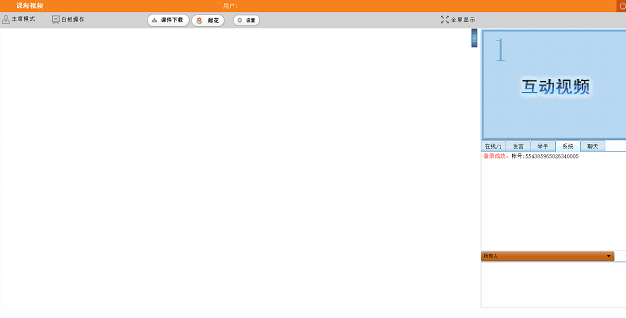 课海视频
用户:
主席模式
白板操作
课件下载
献花
设置
全屏显示
1
互动视频
在线/1
发言
举手
系统
聊天
登录成功: 帐号:554385965026340005
所有人